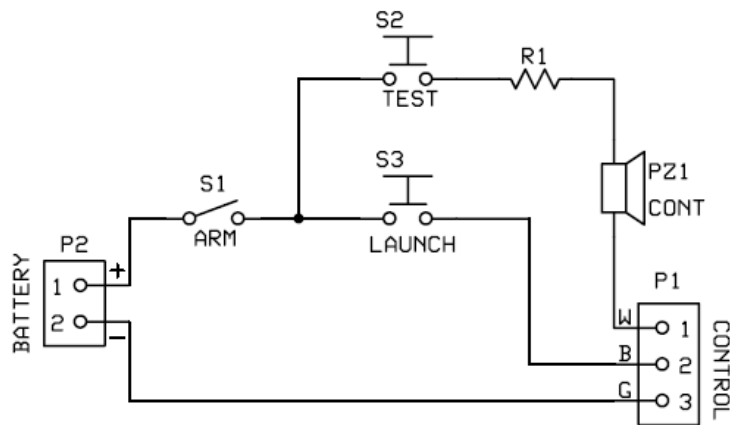 S2
TEST
R1
S3
LAUNCH
PZ1
CONT
S1
ARM
P2
BATTERY
1
2
+
−
P1
CONTROL
W
1
B
2
G
3